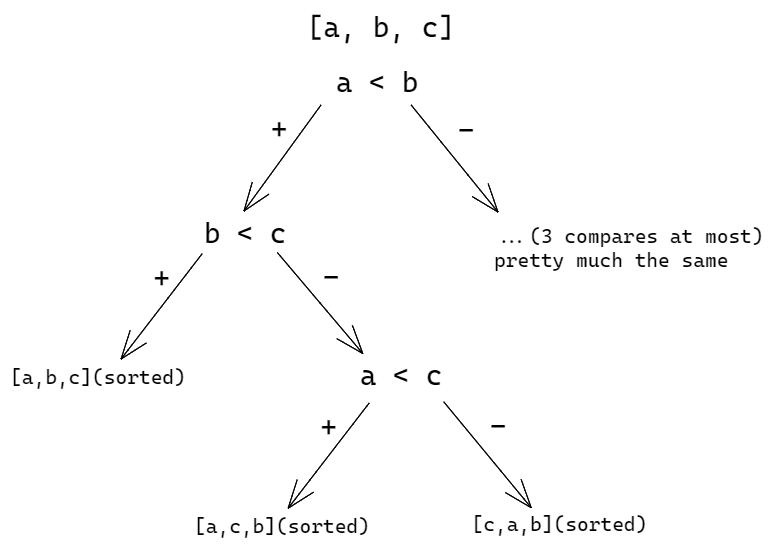 [a, b, c]
a < b
+
−
b < c
... (3 compares at most)
pretty much the same
+
−
[a,b,c](sorted)
a < c
+
−
[a,c,b](sorted)
[c,a,b](sorted)